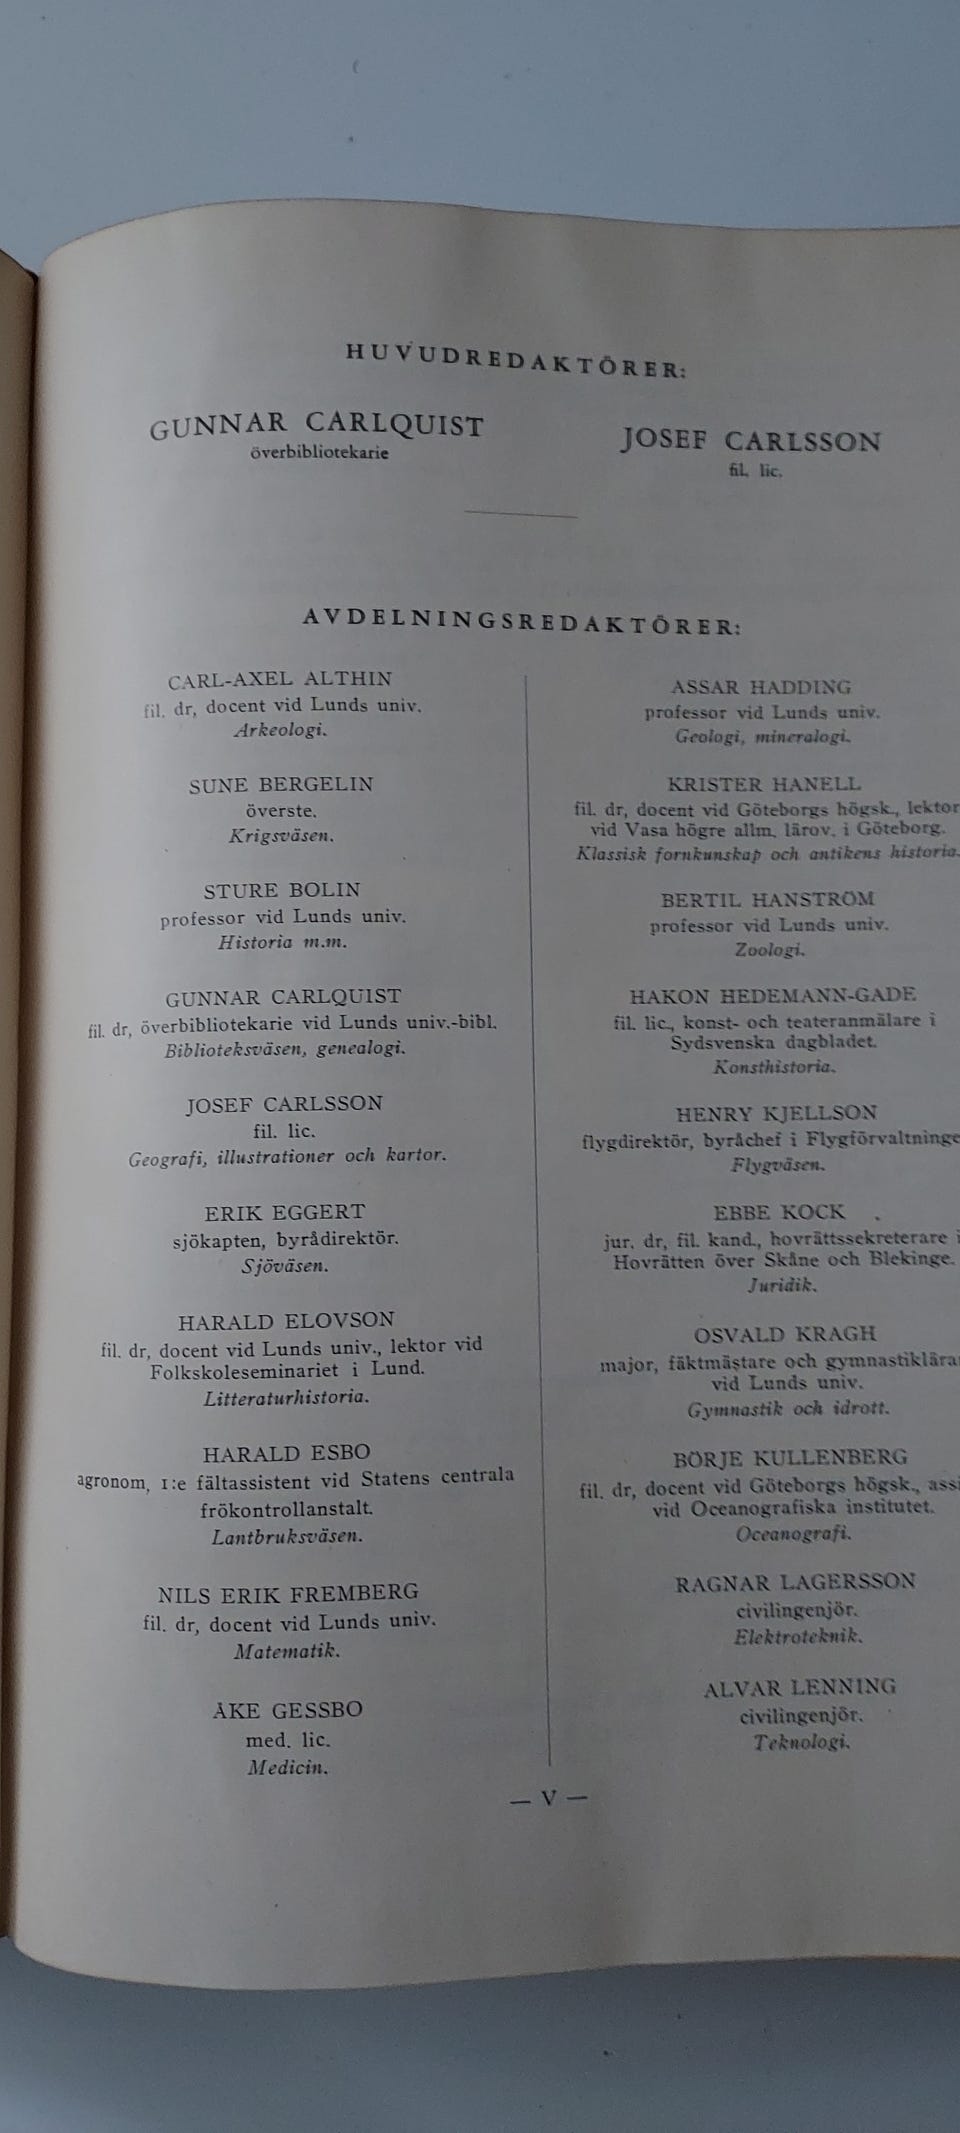 HUVUDREDAKTÖRER:
GUNNAR CARLQUIST
överbibliotekarie
JOSEF CARLSSON
fil. lic.
AVDELNINGSREDAKTÖRER:
CARL-AXEL ALTHIN
fil. dr, docent vid Lunds univ.
Arkeologi.
SUNE BERGELIN
överste.
Krigsväsen.
STURE BOLIN
professor vid Lunds univ.
Historia m.m.
GUNNAR CARLQUIST
fil. dr, överbibliotekarie vid Lunds univ.-bibl.
Biblioteksväsen, genealogi.
JOSEF CARLSSON
fil. lic.
Geografi, illustrationer och kartor.
ERIK EGGERT
sjökapten, byrådirektör.
Sjöväsen.
HARALD ELOVSON
fil. dr, docent vid Lunds univ., lektor vid
Folkskoleseminariet i Lund.
Litteraturhistoria.
HARALD ESBO
agronom, 1:e fältassistent vid Statens centrala
frökontrollanstalt.
Lantbruksväsen.
NILS ERIK FREMBERG
fil. dr, docent vid Lunds univ.
Matematik.
ÅKE GESSBO
med. lic.
Medicin.
ASSAR HADDING
professor vid Lunds univ.
Geologi, mineralogi.
KRISTER HANELL
fil. dr, docent vid Göteborgs högsk., lektor
vid Vasa högre allm. lärov. i Göteborg.
Klassisk fornkunskap och antikens historia.
BERTIL HANSTRÖM
professor vid Lunds univ.
Zoologi.
HAKON HEDEMANN-GADE
fil. lic., konst- och teateranmälare i
Sydsvenska dagbladet.
Konsthistoria.
HENRY KJELLSON
flygdirektör, byråchef i Flygförvaltninge
Flygväsen.
EBBE KOCK
jur. dr, fil. kand., hovrättssekreterare i
Hovrätten över Skåne och Blekinge.
Juridik.
OSVALD KRAGH
major, fäktmästare och gymnastiklära
vid Lunds univ.
Gymnastik och idrott.
BÖRJE KULLENBERG
fil. dr, docent vid Göteborgs högsk., assi
vid Oceanografiska institutet.
Oceanografi.
RAGNAR LAGERSSON
civilingenjör.
Elektroteknik.
ALVAR LENNING
civilingenjör.
Teknologi.
— V —